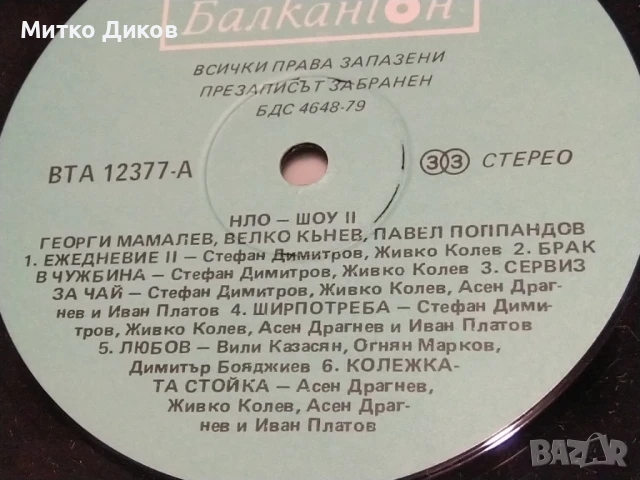 Митко Диков
Балкантон
ВСИЧКИ ПРАВА ЗАПАЗЕНИ
ПРЕЗАПИСЪТ ЗАБРАНЕН
БДС 4648-79
ВТА 12377-А
33 СТЕРЕО
НЛО – ШОУ II
ГЕОРГИ МАМАЛЕВ, ВЕЛКО КЪНЕВ, ПАВЕЛ ПОППАНДОВ
1. ЕЖЕДНЕВИЕ II – Стефан Димитров, Живко Колев 2. БРАК
В ЧУЖБИНА – Стефан Димитров, Живко Колев 3. СЕРВИЗ
ЗА ЧАЙ – Стефан Димитров, Живко Колев, Асен Драг-
нев и Иван Платов 4. ШИРПОТРЕБА – Стефан Дими-
тров, Живко Колев, Асен Драгнев и Иван Платов
5. ЛЮБОВ – Вили Казасян, Огнян Марков,
Димитър Бояджиев 6. КОЛЕЖКА-
ТА СТОЙКА – Асен Драгнев,
Живко Колев, Асен Драг-
нев и Иван Платов
BAZAR